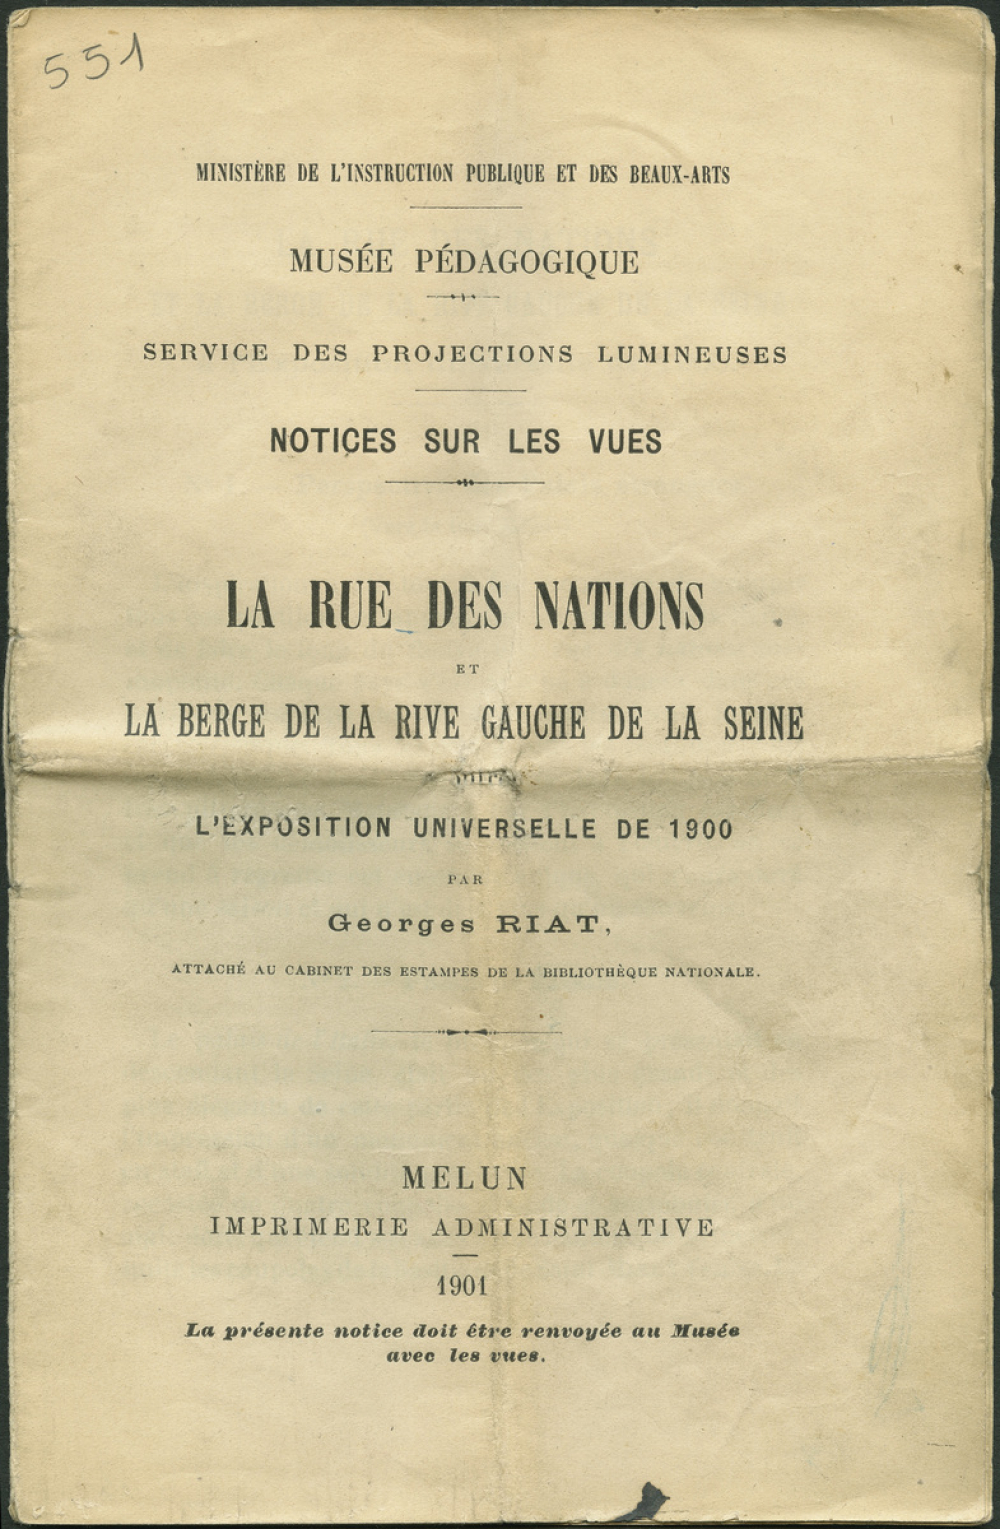 551
MINISTÈRE DE L'INSTRUCTION PUBLIQUE ET DES BEAUX-ARTS
MUSÉE PÉDAGOGIQUE
SERVICE DES PROJECTIONS LUMINEUSES
NOTICES SUR LES VUES
LA RUE DES NATIONS
ET
LA BERGE DE LA RIVE GAUCHE DE LA SEINE
L'EXPOSITION UNIVERSELLE DE 1900
PAR
Georges RIAT,
ATTACHÉ AU CABINET DES ESTAMPES DE LA BIBLIOTHÈQUE NATIONALE.
MELUN
IMPRIMERIE ADMINISTRATIVE
1901
La présente notice doit être renvoyée au Musée
avec les vues.